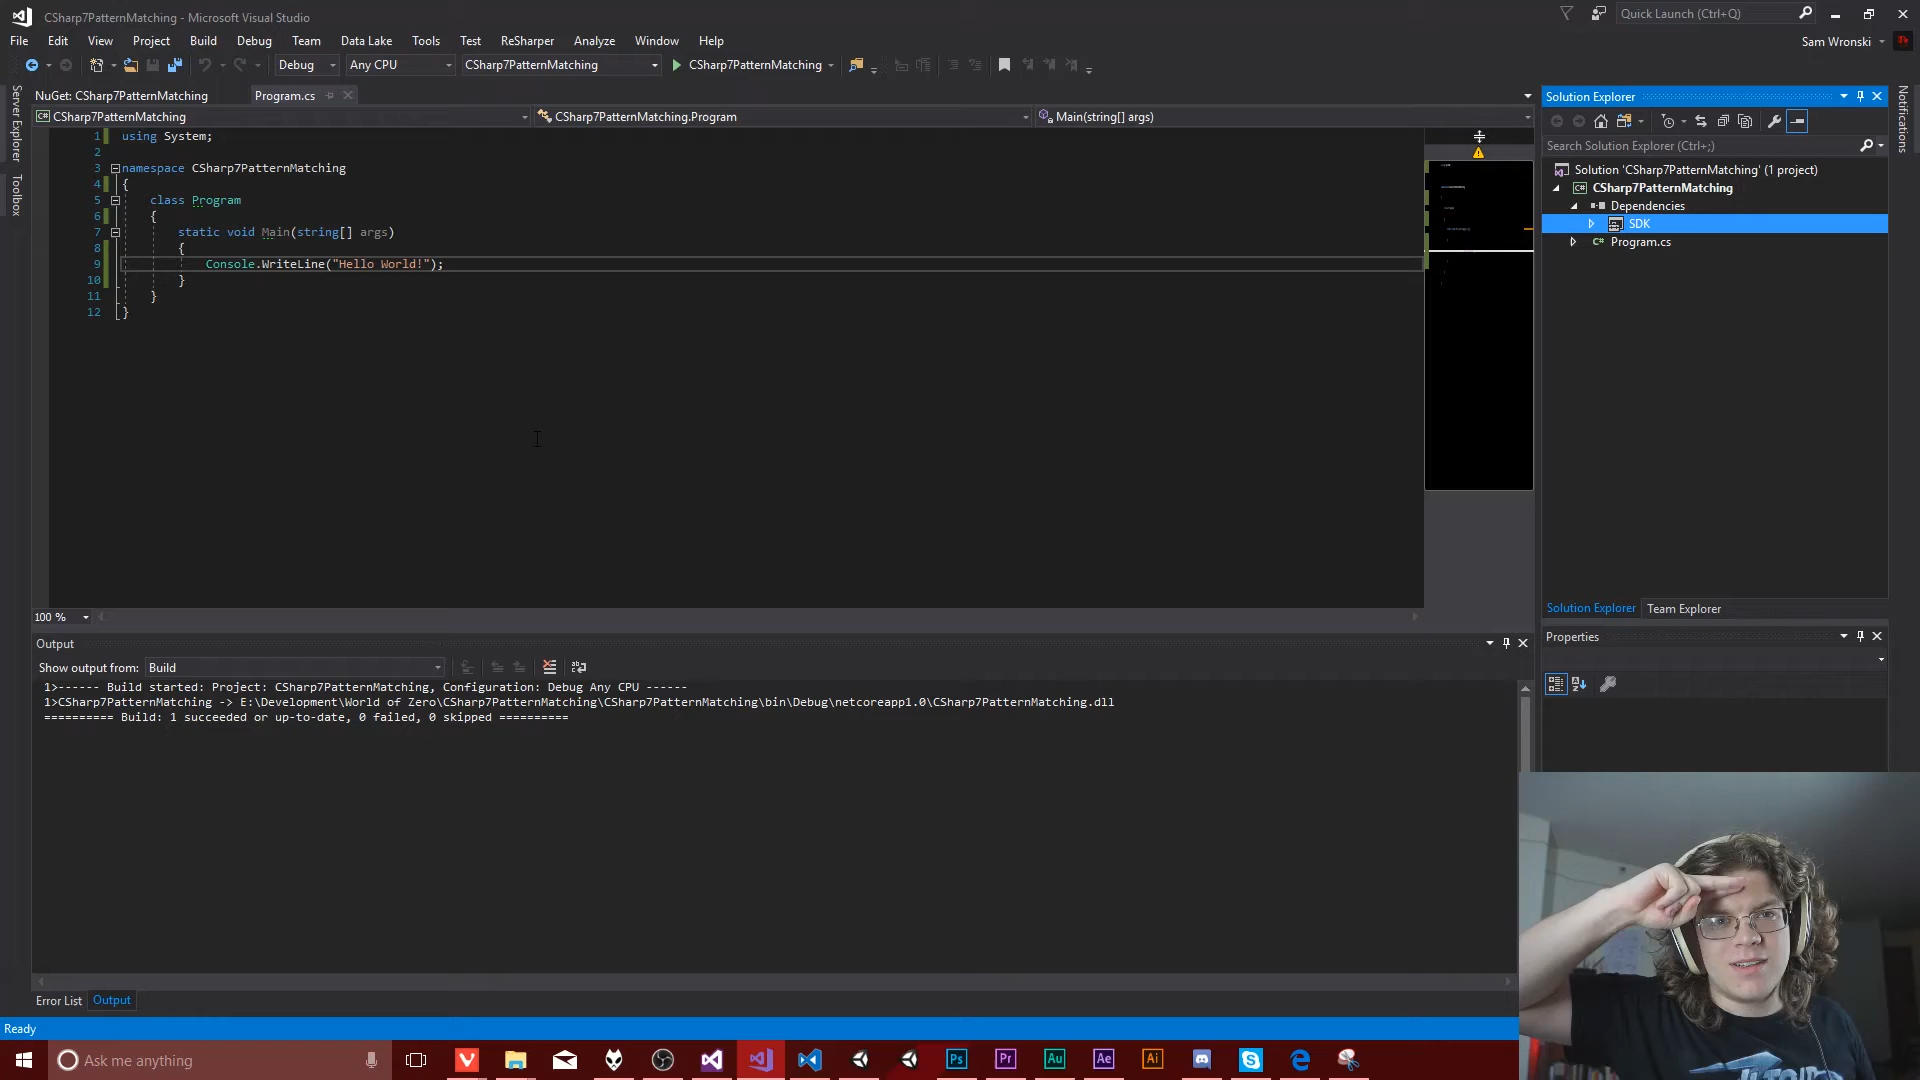 CSharp7PatternMatching - Microsoft Visual Studio
Quick Launch (Ctrl+Q)
File Edit View Project Build Debug Team Data Lake Tools Test ReSharper Analyze Window Help
Sam Wronski
Debug Any CPU CSharp7PatternMatching CSharp7PatternMatching
NuGet: CSharp7PatternMatching Program.cs
CSharp7PatternMatching CSharp7PatternMatching.Program Main(string[] args)
Server Explorer
Toolbox
1 using System;
2
3 namespace CSharp7PatternMatching
4 {
5 class Program
6 {
7 static void Main(string[] args)
8 {
9 Console.WriteLine("Hello World!");
10 }
11 }
12 }
100 %
Solution Explorer
Search Solution Explorer (Ctrl+;)
Solution 'CSharp7PatternMatching' (1 project)
CSharp7PatternMatching
Dependencies
SDK
Program.cs
Solution Explorer Team Explorer
Properties
Notifications
Output
Show output from: Build
1>------ Build started: Project: CSharp7PatternMatching, Configuration: Debug Any CPU ------
1>CSharp7PatternMatching -> E:\Development\World of Zero\CSharp7PatternMatching\CSharp7PatternMatching\bin\Debug\netcoreapp1.0\CSharp7PatternMatching.dll
========== Build: 1 succeeded or up-to-date, 0 failed, 0 skipped ==========
Error List Output
Ready
Ask me anything
Ps Pr Au Ae Ai